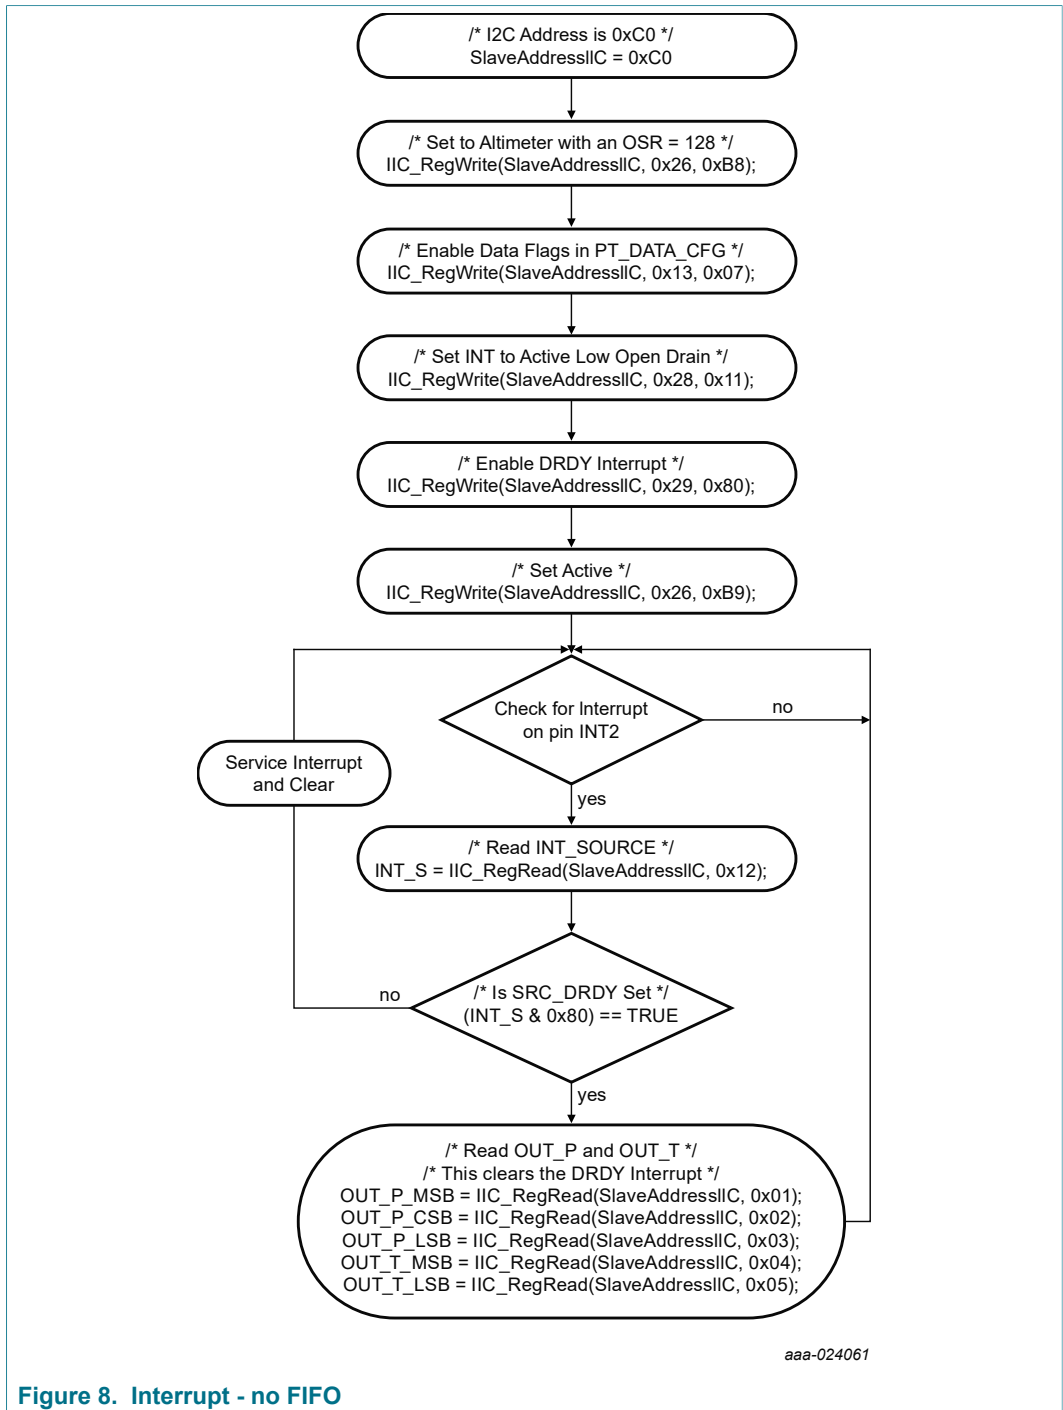 /* I2C Address is 0xC0 */
SlaveAddressIIC = 0xC0
/* Set to Altimeter with an OSR = 128 */
IIC_RegWrite(SlaveAddressIIC, 0x26, 0xB8);
/* Enable Data Flags in PT_DATA_CFG */
IIC_RegWrite(SlaveAddressIIC, 0x13, 0x07);
/* Set INT to Active Low Open Drain */
IIC_RegWrite(SlaveAddressIIC, 0x28, 0x11);
/* Enable DRDY Interrupt */
IIC_RegWrite(SlaveAddressIIC, 0x29, 0x80);
/* Set Active */
IIC_RegWrite(SlaveAddressIIC, 0x26, 0xB9);
Check for Interrupt
on pin INT2
no
Service Interrupt
and Clear
yes
/* Read INT_SOURCE */
INT_S = IIC_RegRead(SlaveAddressIIC, 0x12);
no
/* Is SRC_DRDY Set */
(INT_S & 0x80) == TRUE
yes
/* Read OUT_P and OUT_T */
/* This clears the DRDY Interrupt */
OUT_P_MSB = IIC_RegRead(SlaveAddressIIC, 0x01);
OUT_P_CSB = IIC_RegRead(SlaveAddressIIC, 0x02);
OUT_P_LSB = IIC_RegRead(SlaveAddressIIC, 0x03);
OUT_T_MSB = IIC_RegRead(SlaveAddressIIC, 0x04);
OUT_T_LSB = IIC_RegRead(SlaveAddressIIC, 0x05);
aaa-024061
Figure 8. Interrupt - no FIFO